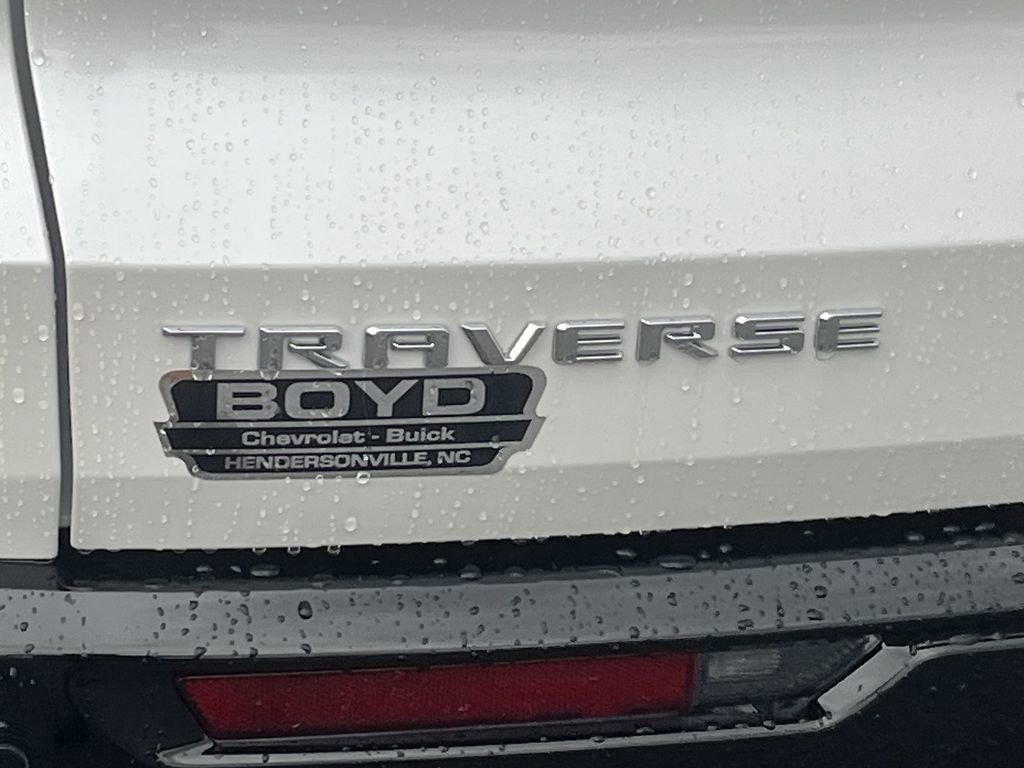 TRAVERSE
BOYD
Chevrolet - Buick
HENDERSONVILLE, NC